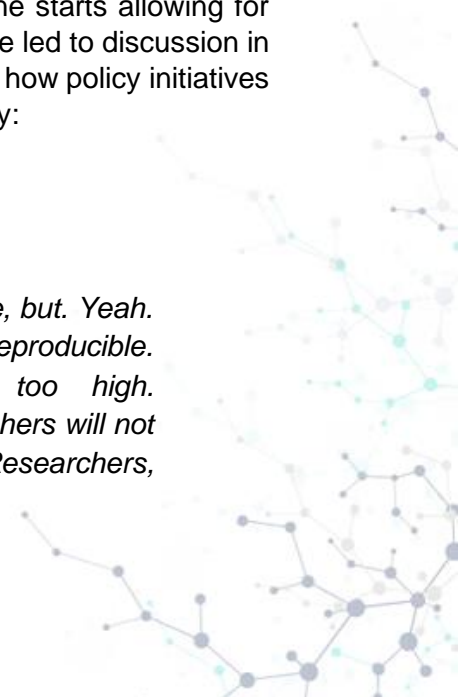 ne starts allowing for
e led to discussion in
how policy initiatives
y:
e, but. Yeah.
eproducible.
too high.
hers will not
Researchers,